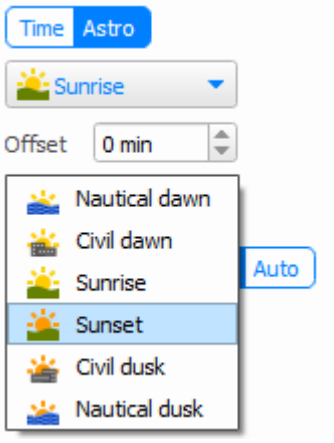 Time Astro
Sunrise
Offset 0 min
Nautical dawn
Civil dawn
Auto
Sunrise
Sunset
Civil dusk
Nautical dusk